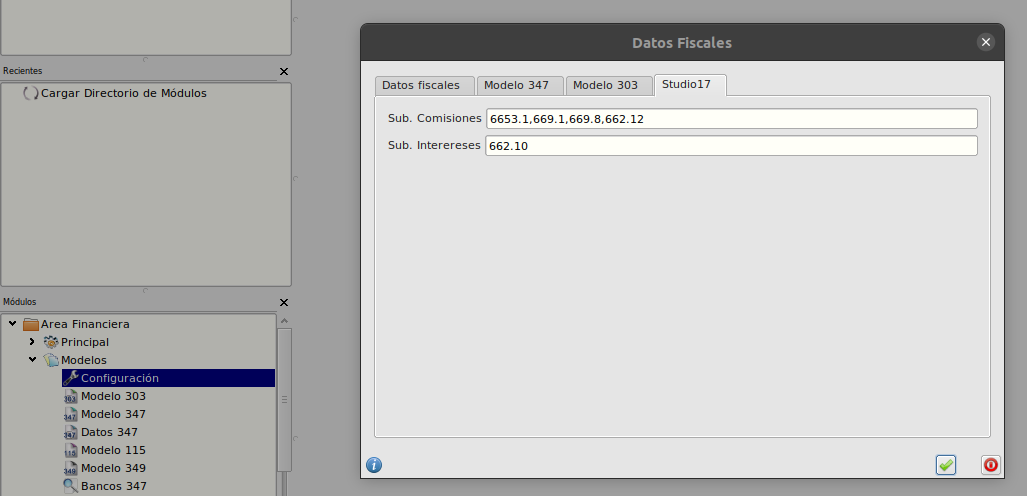 Recientes
Cargar Directorio de Módulos
Módulos
Area Financiera
Principal
Modelos
Configuración
Modelo 303
Modelo 347
Datos 347
Modelo 115
Modelo 349
Bancos 347
Datos Fiscales
Datos fiscales
Modelo 347
Modelo 303
Studio17
Sub. Comisiones 6653.1,669.1,669.8,662.12
Sub. Interereses 662.10